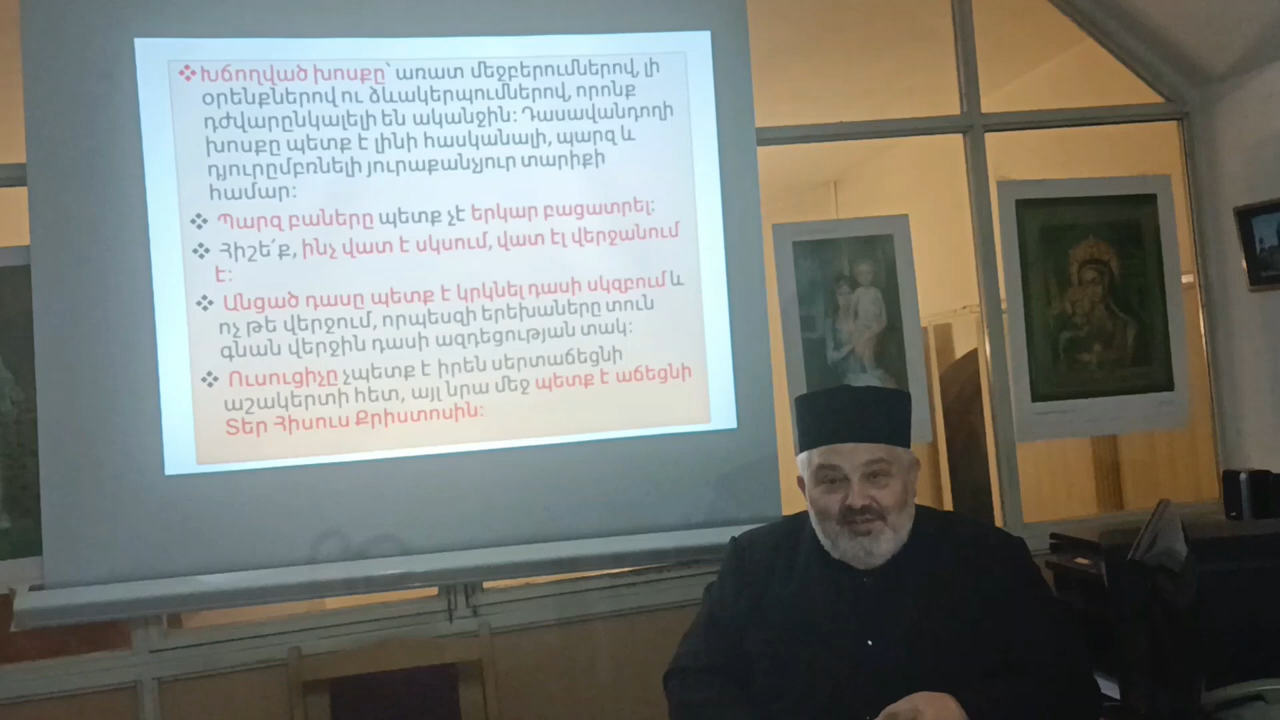 ❖Խճողված խոսքը՝ առատ մեջբերումներով, լի
օրենքներով ու ձևակերպումներով, որոնք
դժվարընկալելի են ականջին: Դասավանդողի
խոսքը պետք է լինի հասկանալի, պարզ և
դյուրըմբռնելի յուրաքանչյուր տարիքի
համար:
❖ Պարզ բաները պետք չէ երկար բացատրել:
❖ Հիշե՛ք, ինչ վատ է սկսում, վատ էլ վերջանում
է:
❖ Անցած դասը պետք է կրկնել դասի սկզբում և
ոչ թե վերջում, որպեսզի երեխաները տուն
գնան վերջին դասի ազդեցության տակ:
❖ Ուսուցիչը չպետք է իրեն սերտաճեցնի
աշակերտի հետ, այլ նրա մեջ պետք է աճեցնի
Տեր Հիսուս Քրիստոսին: